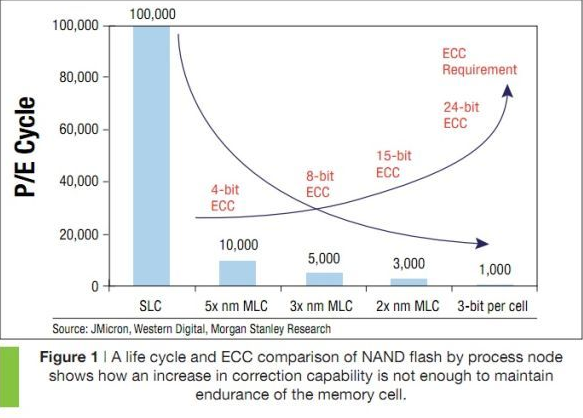 100,000
100,000
80,000
60,000
40,000
20,000
0
P/E Cycle
ECC
Requirement
24-bit
ECC
15-bit
ECC
8-bit
ECC
4-bit
ECC
10,000
5,000
3,000
1,000
SLC
5x nm MLC
3x nm MLC
2x nm MLC
3-bit per cell
Source: JMicron, Western Digital, Morgan Stanley Research
Figure 1 | A life cycle and ECC comparison of NAND flash by process node
shows how an increase in correction capability is not enough to maintain
endurance of the memory cell.